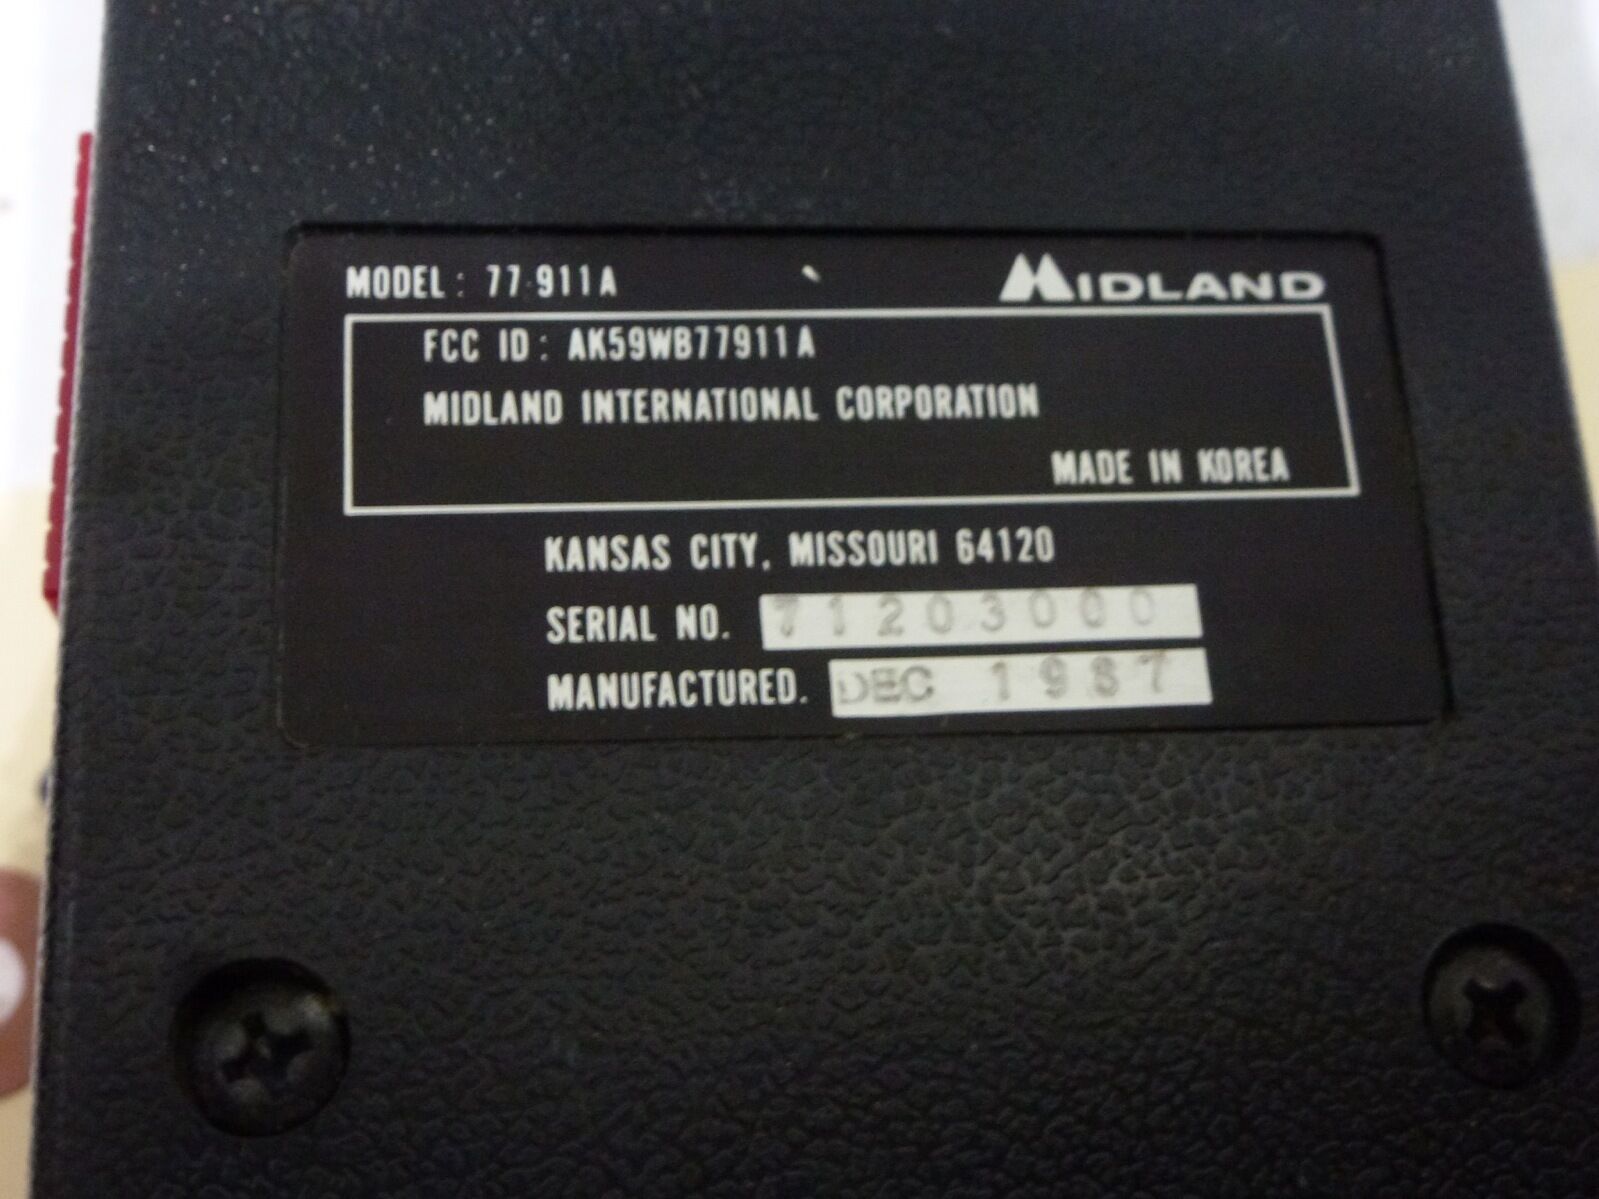 MODEL: 77-911A MIDLAND
FCC ID: AK59WB77911A
MIDLAND INTERNATIONAL CORPORATION
MADE IN KOREA
KANSAS CITY, MISSOURI 64120
SERIAL NO. 71203000
MANUFACTURED. DEC 1987